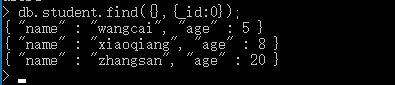 > db.student.find({},{_id:0});
{ "name" : "wangcai", "age" : 5 }
{ "name" : "xiaoqiang", "age" : 8 }
{ "name" : "zhangsan", "age" : 20 }
>